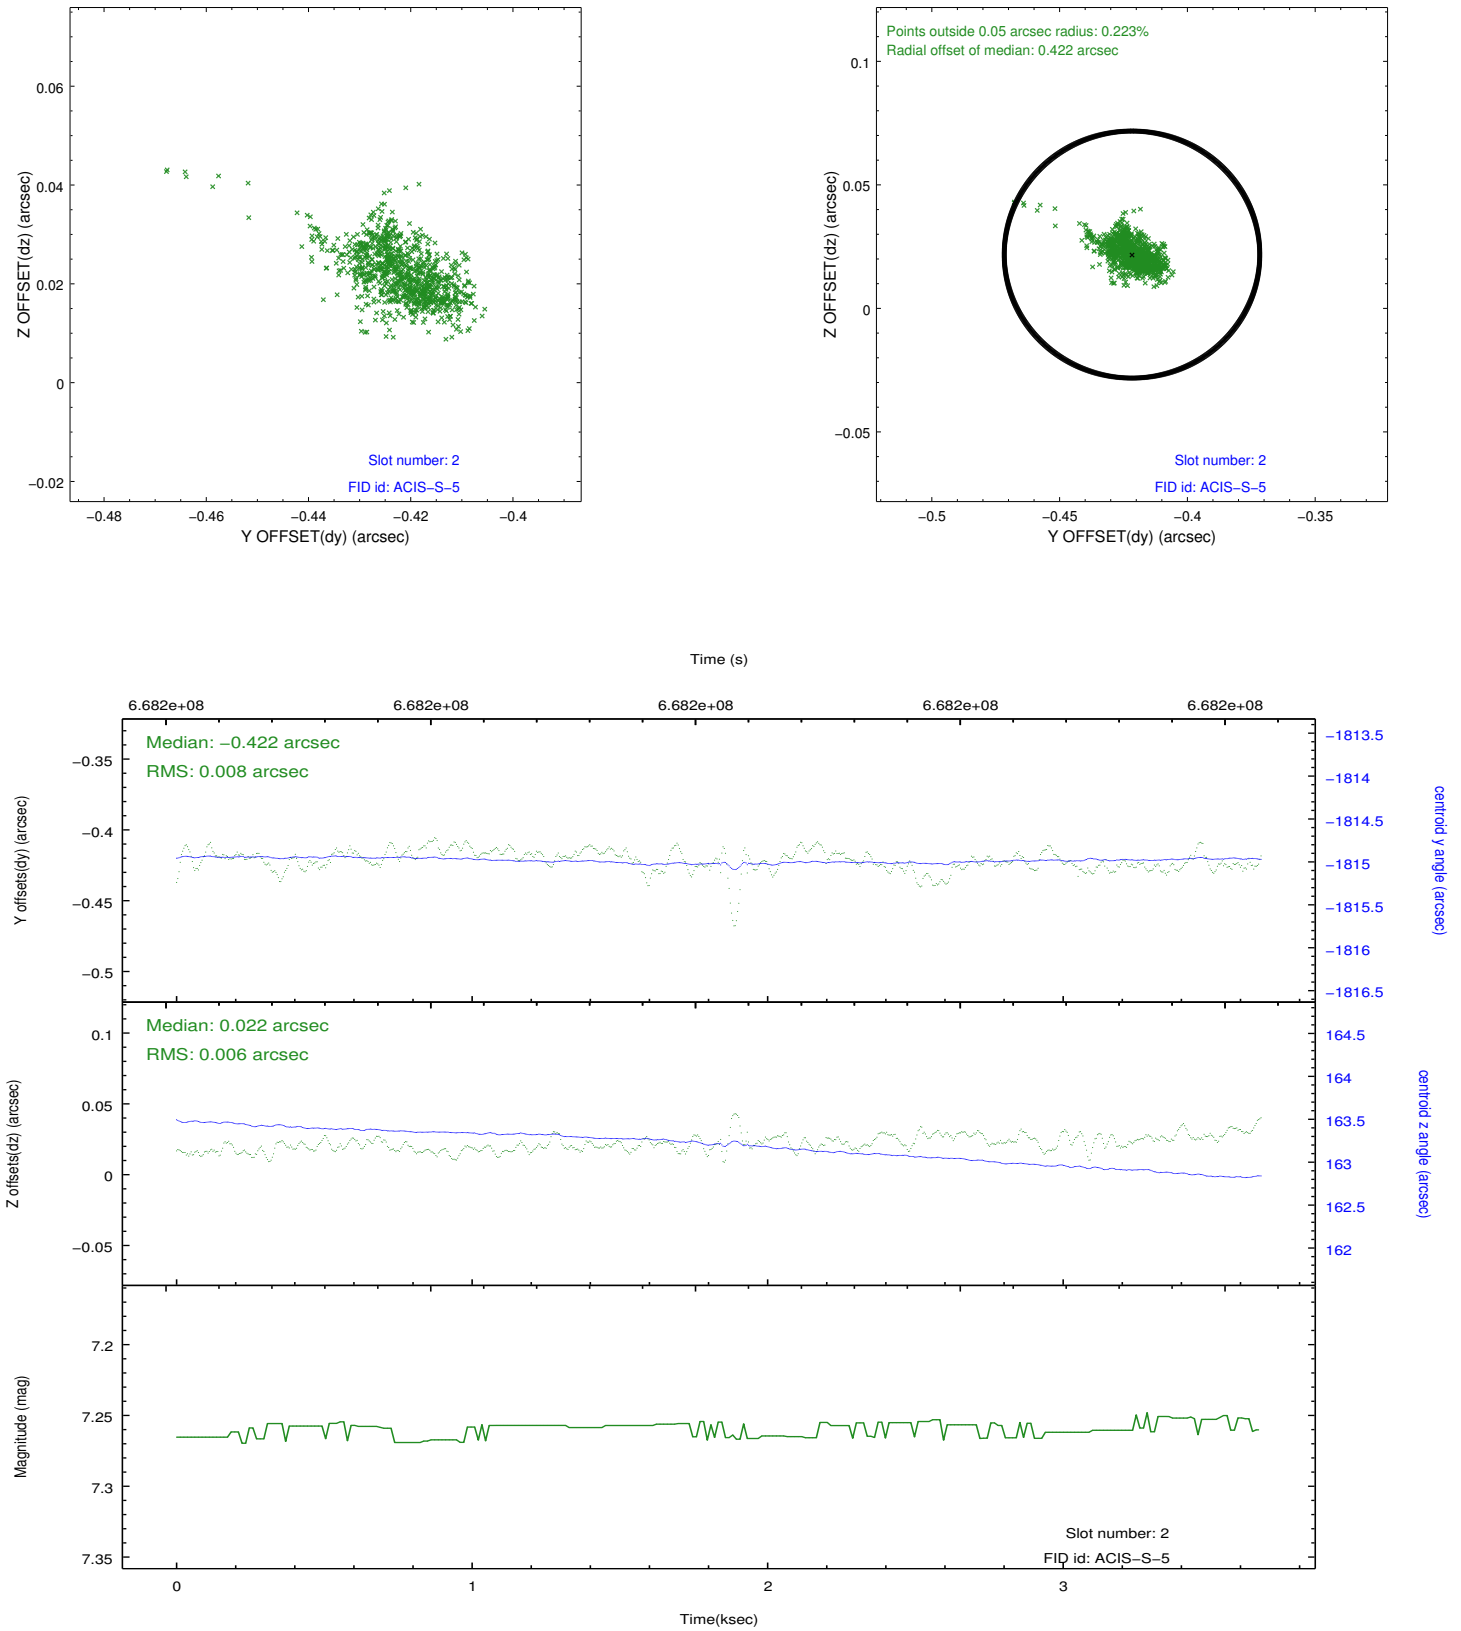 0.06
0.04
0.02
0
−0.02
Z OFFSET(dz) (arcsec)
Slot number: 2
FID id: ACIS−S−5
−0.48
−0.46
−0.44
−0.42
−0.4
Y OFFSET(dy) (arcsec)
Points outside 0.05 arcsec radius: 0.223%
Radial offset of median: 0.422 arcsec
0.1
0.05
0
−0.05
Z OFFSET(dz) (arcsec)
Slot number: 2
FID id: ACIS−S−5
−0.5
−0.45
−0.4
−0.35
Y OFFSET(dy) (arcsec)
Time (s)
6.682e+08
6.682e+08
6.682e+08
6.682e+08
6.682e+08
Median: −0.422 arcsec
RMS: 0.008 arcsec
−0.35
−0.4
−0.45
−0.5
Y offsets(dy) (arcsec)
−1813.5
−1814
−1814.5
−1815
−1815.5
−1816
−1816.5
centroid y angle (arcsec)
Median: 0.022 arcsec
RMS: 0.006 arcsec
0.1
0.05
0
−0.05
Z offsets(dz) (arcsec)
164.5
164
163.5
163
162.5
162
centroid z angle (arcsec)
7.2
7.25
7.3
7.35
Magnitude (mag)
Slot number: 2
FID id: ACIS−S−5
0
1
2
3
Time(ksec)